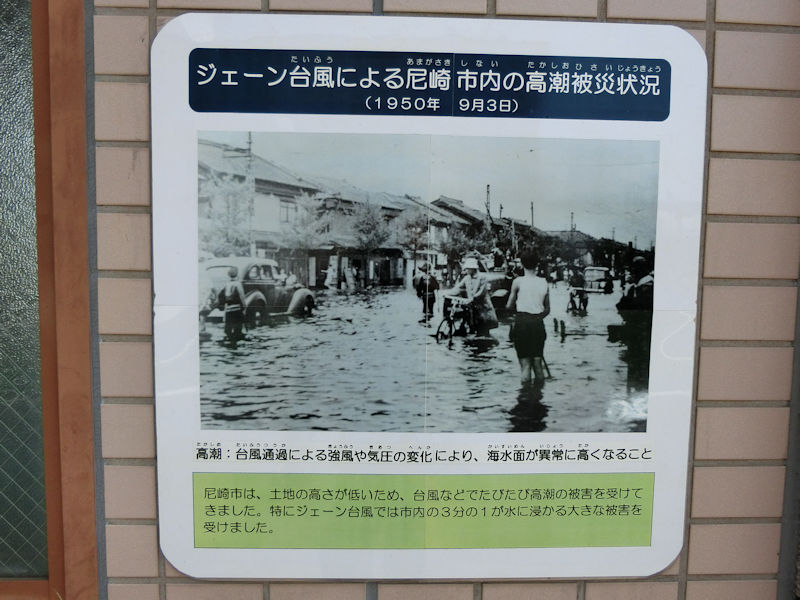 ジェーン台風による尼崎市内の高潮被災状況
（1950年 9月3日）
高潮：台風通過による強風や気圧の変化により、海水面が異常に高くなること
尼崎市は、土地の高さが低いため、台風などでたびたび高潮の被害を受けて
きました。特にジェーン台風では市内の３分の１が水に浸かる大きな被害を
受けました。